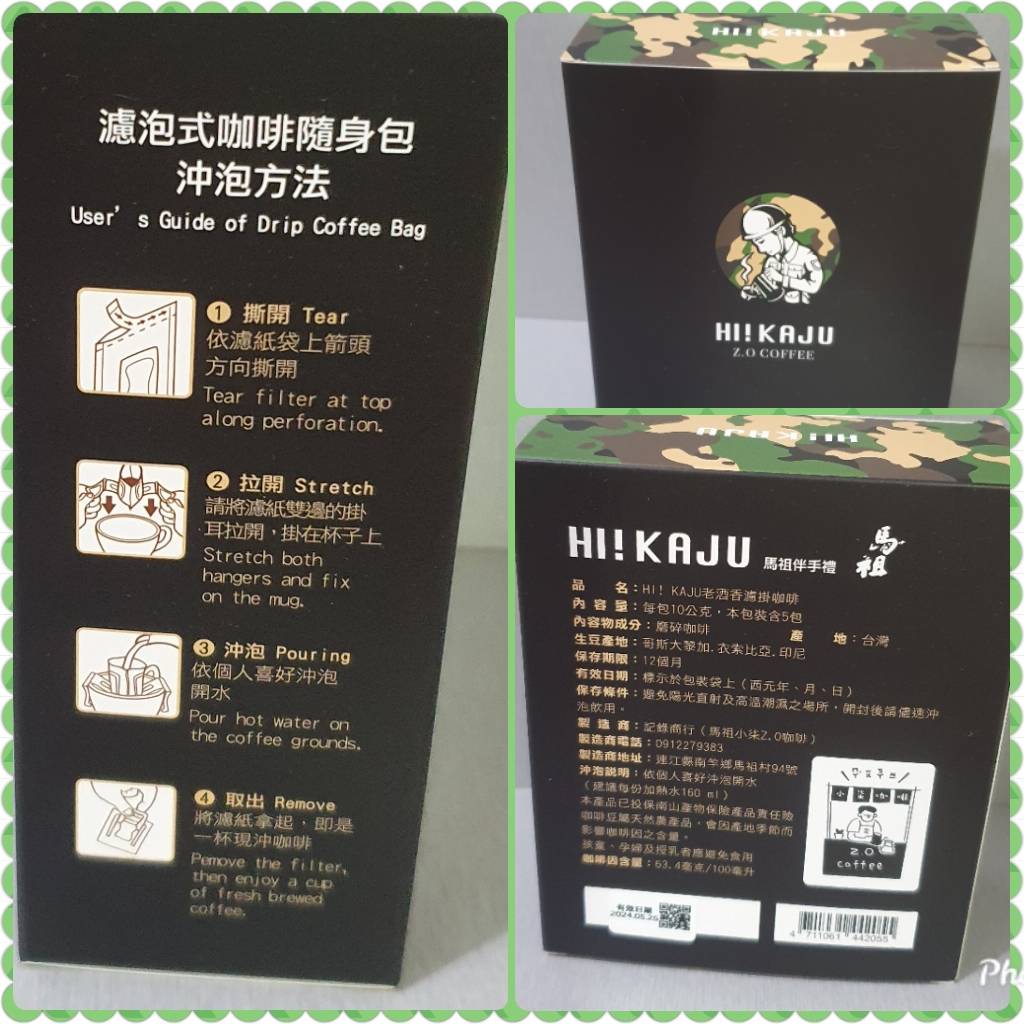 濾泡式咖啡隨身包
沖泡方法
User's Guide of Drip Coffee Bag
1 撕開 Tear
依濾紙袋上箭頭
方向撕開
Tear filter at top
along perforation.
2 拉開 Stretch
請將濾紙雙邊的掛
耳拉開,掛在杯子上
Stretch both
hangers and fix
on the mug.
3 沖泡 Pouring
依個人喜好沖泡
開水
Pour hot water on
the coffee grounds.
4 取出 Remove
將濾紙拿起,即是
一杯現沖咖啡
Pemove the filter,
then enjoy a cup
of fresh brewed
coffee.
HI!KAJU
HI!KAJU
Z.O COFFEE
HI!KAJU
HI!KAJU 馬祖伴手禮 馬祖
品名:HI! KAJU老酒香濾掛咖啡
內容量:每包10公克,本包裝含5包
內容物成分:磨碎咖啡 產地:台灣
生豆產地:哥斯大黎加.衣索比亞.印尼
保存期限:12個月
有效日期:標示於包裝袋上(西元年、月、日)
保存條件:避免陽光直射及高溫潮濕之場所,開封後請儘速沖
泡飲用。
製造商:記錄商行(馬祖小柒Z.O咖啡)
製造商電話:0912279383
製造商地址:連江縣南竿鄉馬祖村94號
沖泡説明:依個人喜好沖泡開水
(建議每份加熱水160 ml)
本產品已投保南山產物保險產品責任險
咖啡豆屬天然農產品,會因產地季節而
影響咖啡因之含量。
孩童、孕婦及授乳者應避免食用
咖啡因含量:63.4毫克/100毫升
小柒咖啡
Z.O
coffee
有效日期
2024.05.25
4 711061 442055